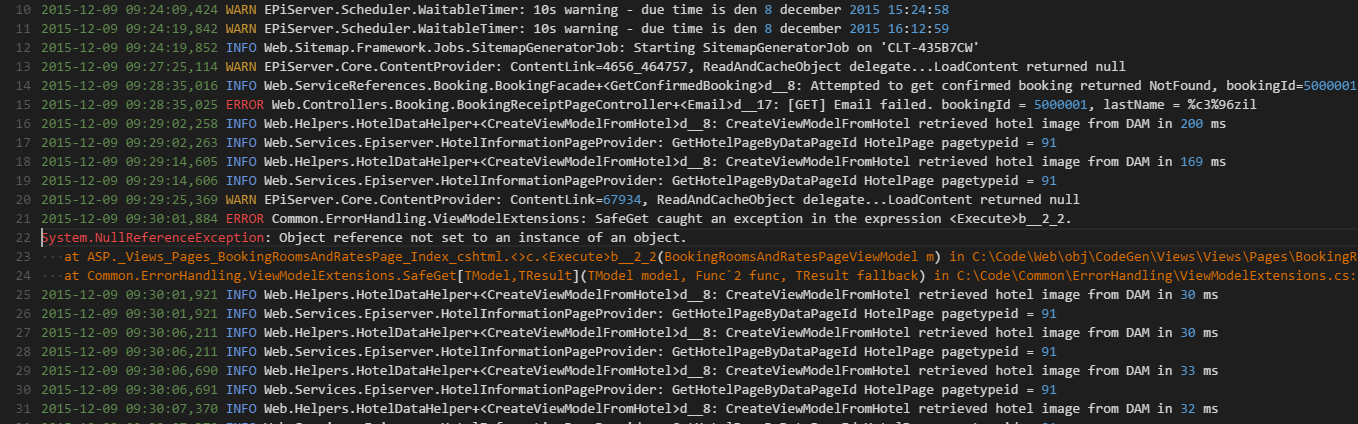 10 2015-12-09 09:24:09,424 WARN EPiServer.Scheduler.WaitableTimer: 10s warning - due time is den 8 december 2015 15:24:58
11 2015-12-09 09:24:19,842 WARN EPiServer.Scheduler.WaitableTimer: 10s warning - due time is den 8 december 2015 16:12:59
12 2015-12-09 09:24:19,852 INFO Web.Sitemap.Framework.Jobs.SitemapGeneratorJob: Starting SitemapGeneratorJob on 'CLT-435B7CW'
13 2015-12-09 09:27:25,114 WARN EPiServer.Core.ContentProvider: ContentLink=4656_464757, ReadAndCacheObject delegate...LoadContent returned null
14 2015-12-09 09:28:35,016 INFO Web.ServiceReferences.Booking.BookingFacade+<GetConfirmedBooking>d__8: Attempted to get confirmed booking returned NotFound, bookingId=5000001
15 2015-12-09 09:28:35,025 ERROR Web.Controllers.Booking.BookingReceiptPageController+<Email>d__17: [GET] Email failed. bookingId = 5000001, lastName = %c3%96zil
16 2015-12-09 09:29:02,258 INFO Web.Helpers.HotelDataHelper+<CreateViewModelFromHotel>d__8: CreateViewModelFromHotel retrieved hotel image from DAM in 200 ms
17 2015-12-09 09:29:02,263 INFO Web.Services.Episerver.HotelInformationPageProvider: GetHotelPageByDataPageId HotelPage pagetypeid = 91
18 2015-12-09 09:29:14,605 INFO Web.Helpers.HotelDataHelper+<CreateViewModelFromHotel>d__8: CreateViewModelFromHotel retrieved hotel image from DAM in 169 ms
19 2015-12-09 09:29:14,606 INFO Web.Services.Episerver.HotelInformationPageProvider: GetHotelPageByDataPageId HotelPage pagetypeid = 91
20 2015-12-09 09:29:25,369 WARN EPiServer.Core.ContentProvider: ContentLink=67934, ReadAndCacheObject delegate...LoadContent returned null
21 2015-12-09 09:30:01,884 ERROR Common.ErrorHandling.ViewModelExtensions: SafeGet caught an exception in the expression <Execute>b__2_2.
22 System.NullReferenceException: Object reference not set to an instance of an object.
23 at ASP._Views_Pages_BookingRoomsAndRatesPage_Index_cshtml.<>c.<Execute>b__2_2(BookingRoomsAndRatesPageViewModel m) in C:\Code\Web\obj\CodeGen\Views\Views\Pages\BookingR
24 at Common.ErrorHandling.ViewModelExtensions.SafeGet[TModel,TResult](TModel model, Func`2 func, TResult fallback) in C:\Code\Common\ErrorHandling\ViewModelExtensions.cs:
25 2015-12-09 09:30:01,921 INFO Web.Helpers.HotelDataHelper+<CreateViewModelFromHotel>d__8: CreateViewModelFromHotel retrieved hotel image from DAM in 30 ms
26 2015-12-09 09:30:01,921 INFO Web.Services.Episerver.HotelInformationPageProvider: GetHotelPageByDataPageId HotelPage pagetypeid = 91
27 2015-12-09 09:30:06,211 INFO Web.Helpers.HotelDataHelper+<CreateViewModelFromHotel>d__8: CreateViewModelFromHotel retrieved hotel image from DAM in 30 ms
28 2015-12-09 09:30:06,211 INFO Web.Services.Episerver.HotelInformationPageProvider: GetHotelPageByDataPageId HotelPage pagetypeid = 91
29 2015-12-09 09:30:06,690 INFO Web.Helpers.HotelDataHelper+<CreateViewModelFromHotel>d__8: CreateViewModelFromHotel retrieved hotel image from DAM in 33 ms
30 2015-12-09 09:30:06,691 INFO Web.Services.Episerver.HotelInformationPageProvider: GetHotelPageByDataPageId HotelPage pagetypeid = 91
31 2015-12-09 09:30:07,370 INFO Web.Helpers.HotelDataHelper+<CreateViewModelFromHotel>d__8: CreateViewModelFromHotel retrieved hotel image from DAM in 32 ms